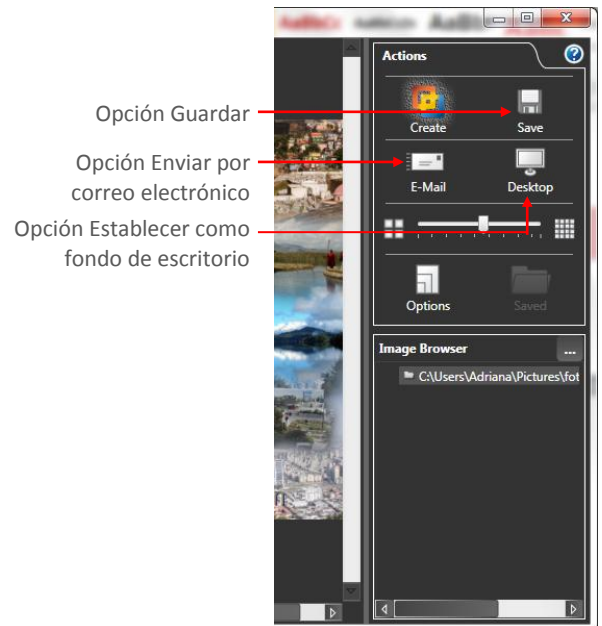 Actions
?
Opción Guardar
Create
Save
Opción Enviar por
correo electrónico
E-Mail
Desktop
Opción Establecer como
fondo de escritorio
Options
Saved
Image Browser
...
C:\Users\Adriana\Pictures\fot